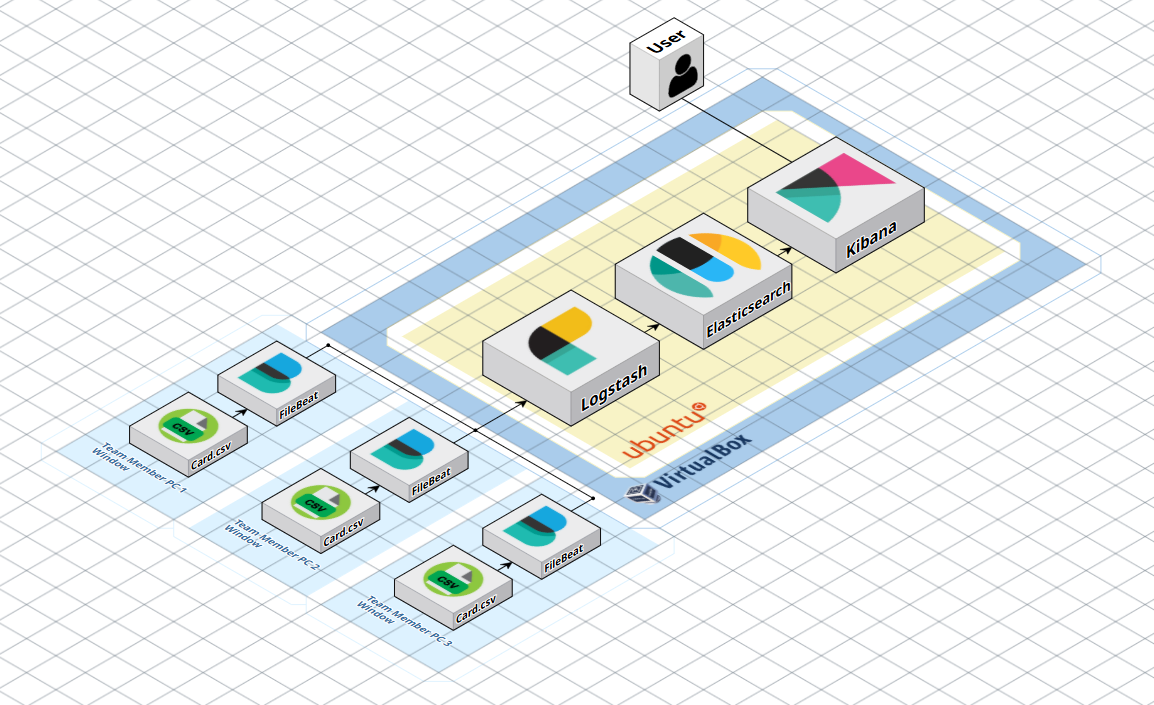 User
Kibana
Elasticsearch
Logstash
ubuntu
VirtualBox
FileBeat
CSV
Card.csv
Team Member PC-1
Window
FileBeat
CSV
Card.csv
Team Member PC-2
Window
FileBeat
CSV
Card.csv
Team Member PC-3
Window